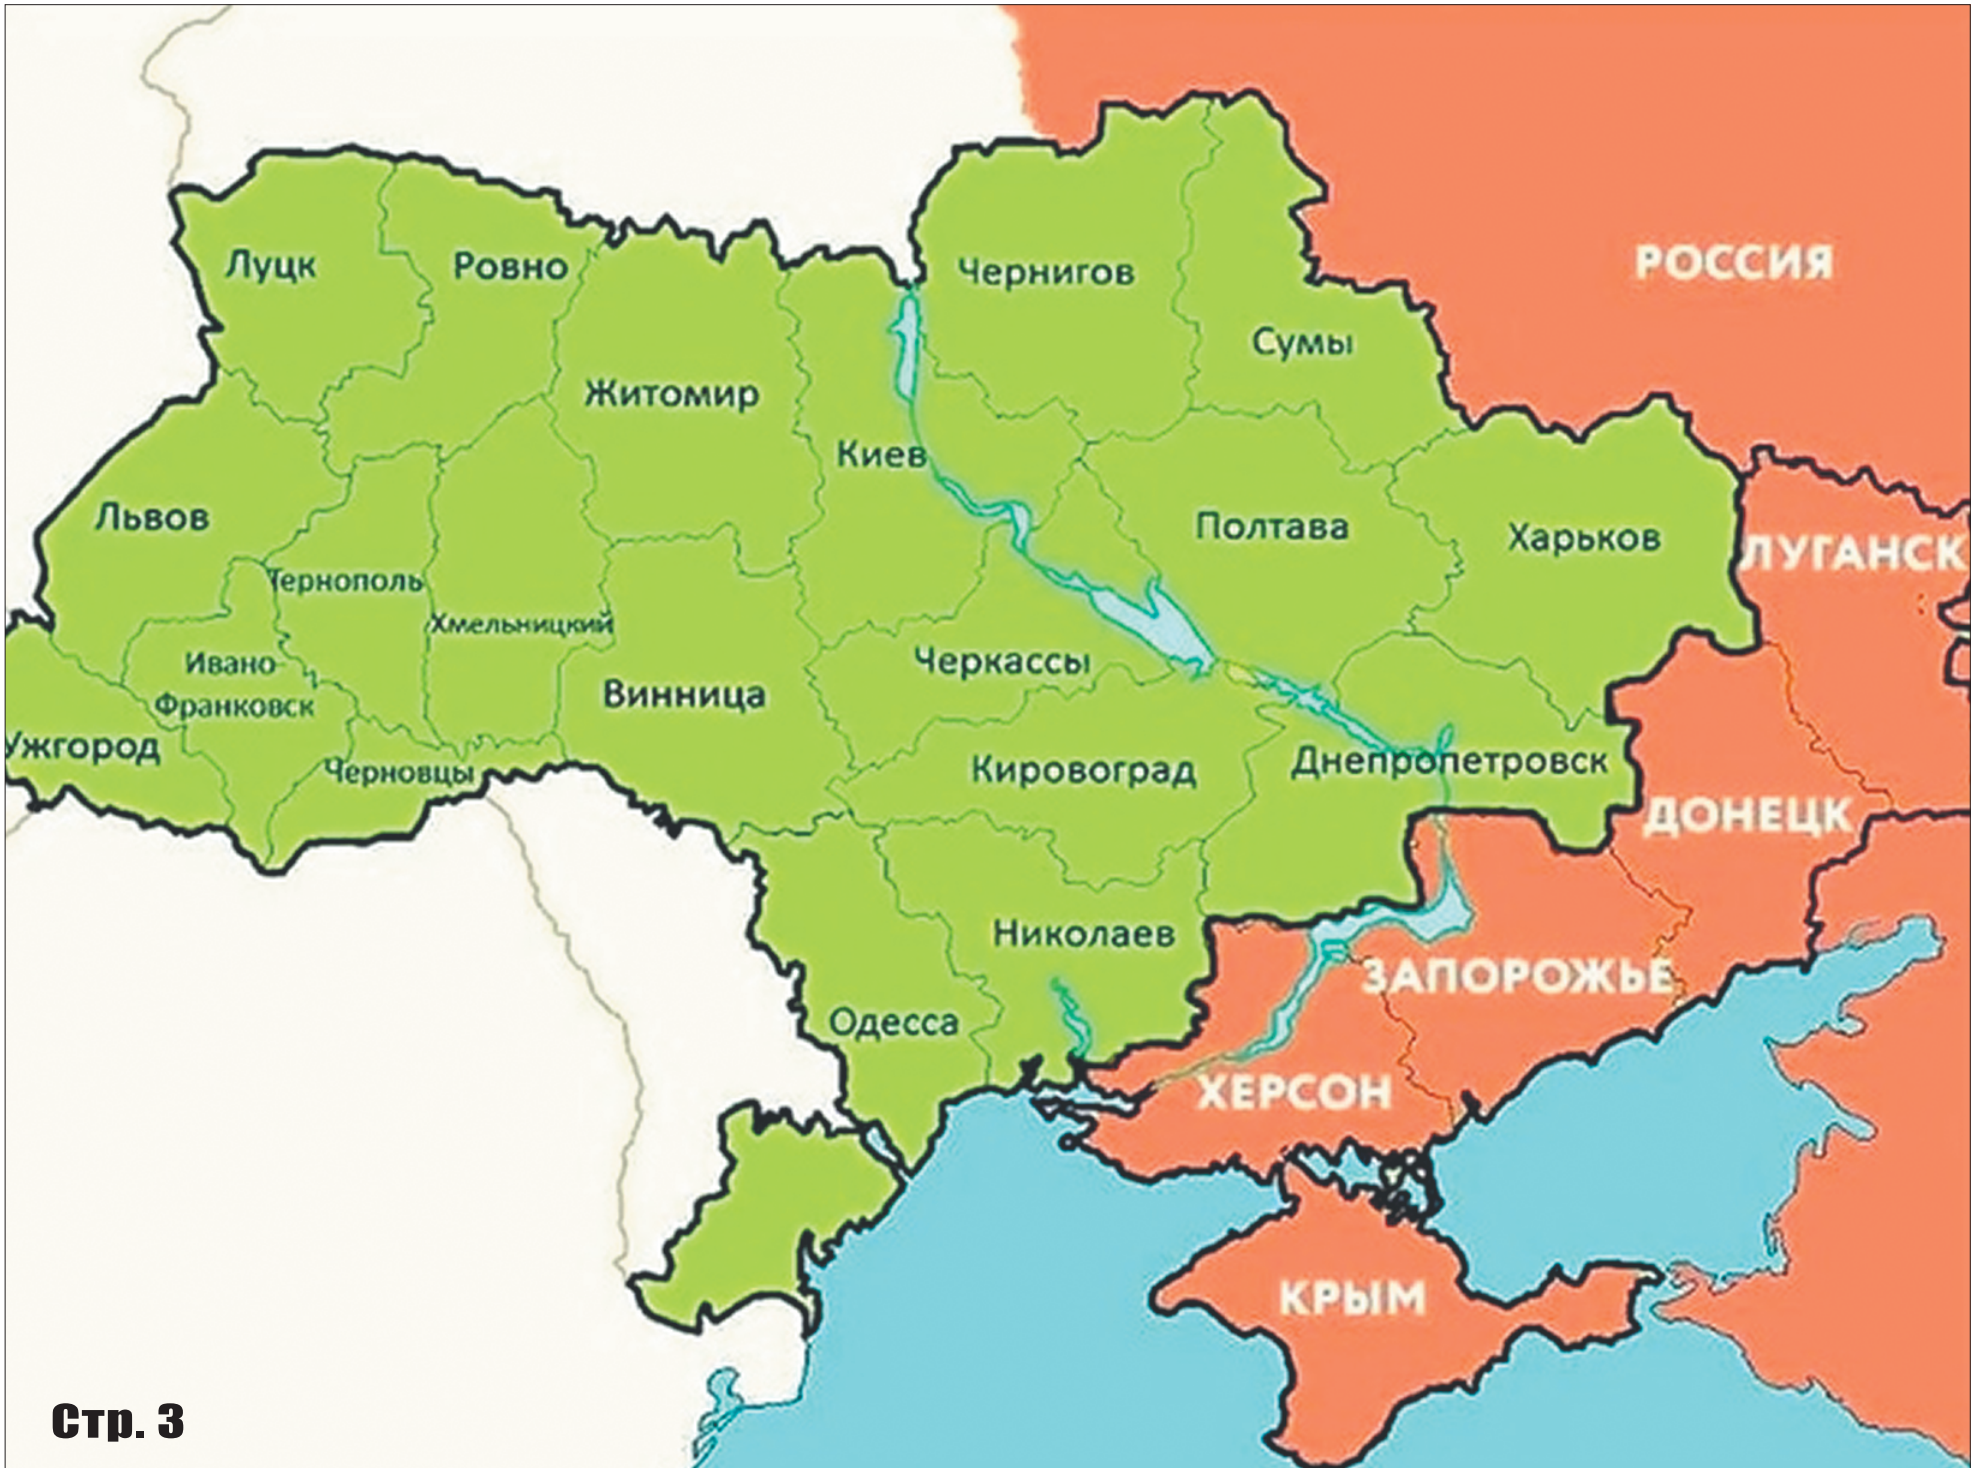 РОССИЯ
Луцк
Ровно
Чернигов
Сумы
Житомир
Киев
Львов
Полтава
Харьков
ЛУГАНСК
Тернополь
Хмельницкий
Ивано-
Франковск
Черкассы
Винница
Ужгород
Черновцы
Кировоград
Днепропетровск
ДОНЕЦК
Николаев
ЗАПОРОЖЬЕ
Одесса
ХЕРСОН
КРЫМ
Стр. 3